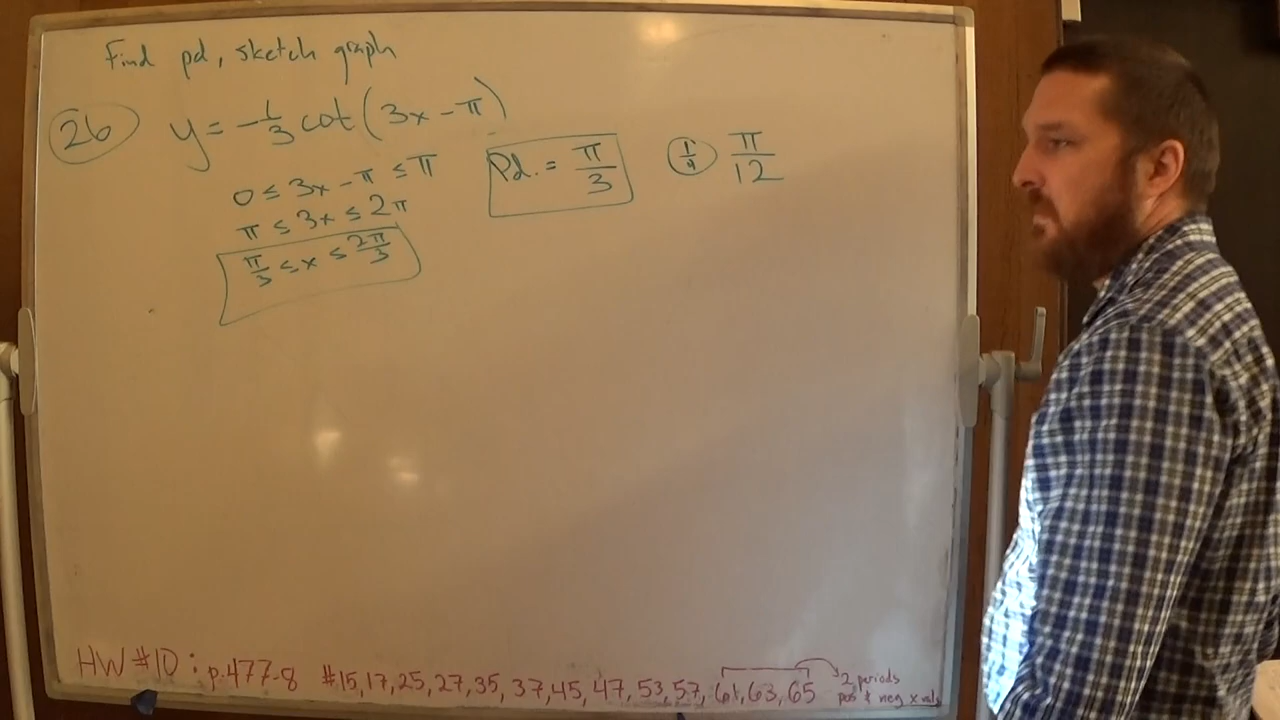 Find pd, sketch graph
26 y = -1/3 cot(3x - π)
0 ≤ 3x - π ≤ π
π ≤ 3x ≤ 2π
π/3 ≤ x ≤ 2π/3
Pd. = π/3
1/4 π/12
HW #10: p.477-8 #15, 17, 25, 27, 35, 37, 45, 47, 53, 57, 61, 63, 65
2 periods
pos & neg x vals